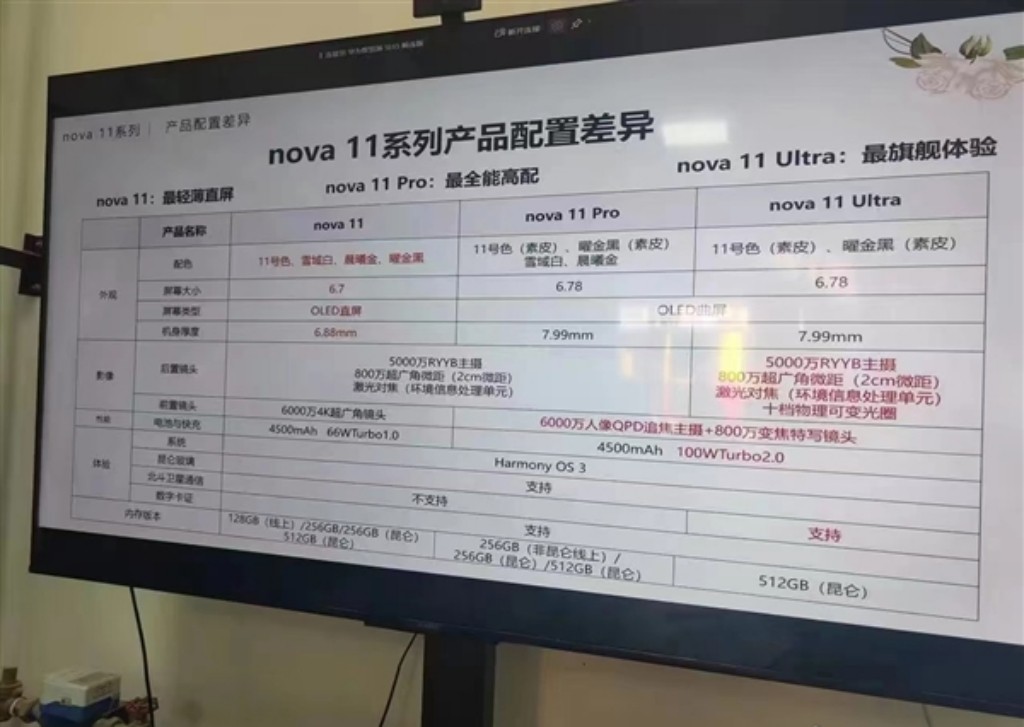 nova 11系列 | 产品配置差异
nova 11系列产品配置差异
nova 11：最轻薄直屏
nova 11 Pro：最全能高配
nova 11 Ultra：最旗舰体验
产品名称 nova 11 nova 11 Pro nova 11 Ultra
外观
配色 11号色、雪域白、晨曦金、曜金黑 11号色（素皮）、曜金黑（素皮） 11号色（素皮）、曜金黑（素皮）
雪域白、晨曦金
屏幕大小 6.7 6.78 6.78
屏幕类型 OLED直屏 OLED曲屏
机身厚度 6.88mm 7.99mm 7.99mm
影像
后置镜头 5000万RYYB主摄 5000万RYYB主摄
800万超广角微距（2cm微距） 800万超广角微距（2cm微距）
激光对焦（环境信息处理单元） 激光对焦（环境信息处理单元）
十档物理可变光圈
前置镜头 6000万4K超广角镜头 6000万人像QPD追焦主摄+800万变焦特写镜头
性能 电池与快充 4500mAh 66WTurbo1.0 4500mAh 100WTurbo2.0
体验
系统 Harmony OS 3
昆仑玻璃 支持
北斗卫星通信 不支持 支持
数字卡证 支持
内存版本 128GB（线上）/256GB/256GB（昆仑） 256GB（非昆仑线上）/ 512GB（昆仑）
512GB（昆仑） 256GB（昆仑）/512GB（昆仑）